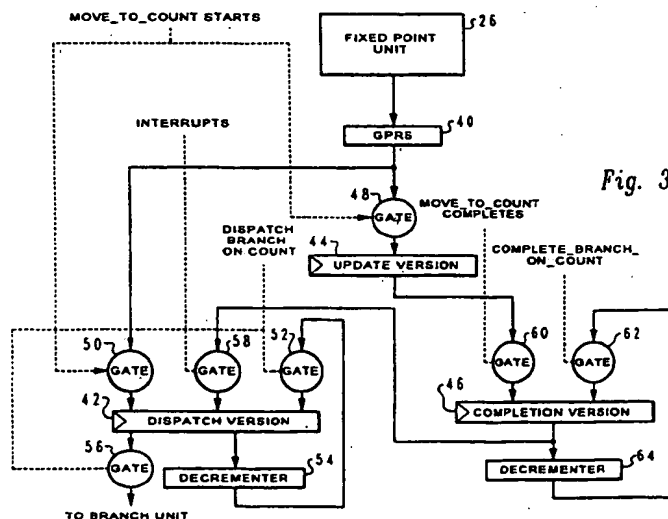 MOVE_TO_COUNT STARTS
FIXED POINT
UNIT
26
INTERRUPTS
GPRS
40
Fig. 3
48
GATE
MOVE_TO_COUNT
COMPLETES
DISPATCH
BRANCH
ON COUNT
44
UPDATE VERSION
COMPLETE_BRANCH_
ON_COUNT
50
GATE
58
GATE
52
GATE
60
GATE
62
GATE
42
DISPATCH VERSION
46
COMPLETION VERSION
56
GATE
DECREMENTER
54
DECREMENTER
64
TO BRANCH UNIT